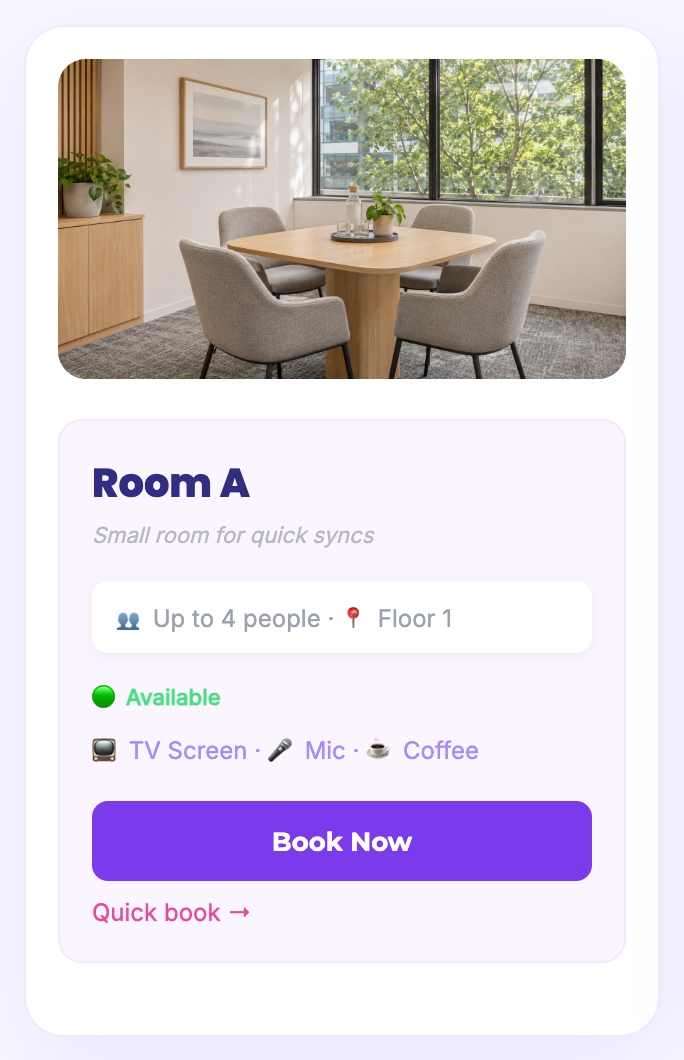 Room A
Small room for quick syncs
👥 Up to 4 people · 📍 Floor 1
🟢 Available
📺 TV Screen · 🎤 Mic · ☕ Coffee
Book Now
Quick book →